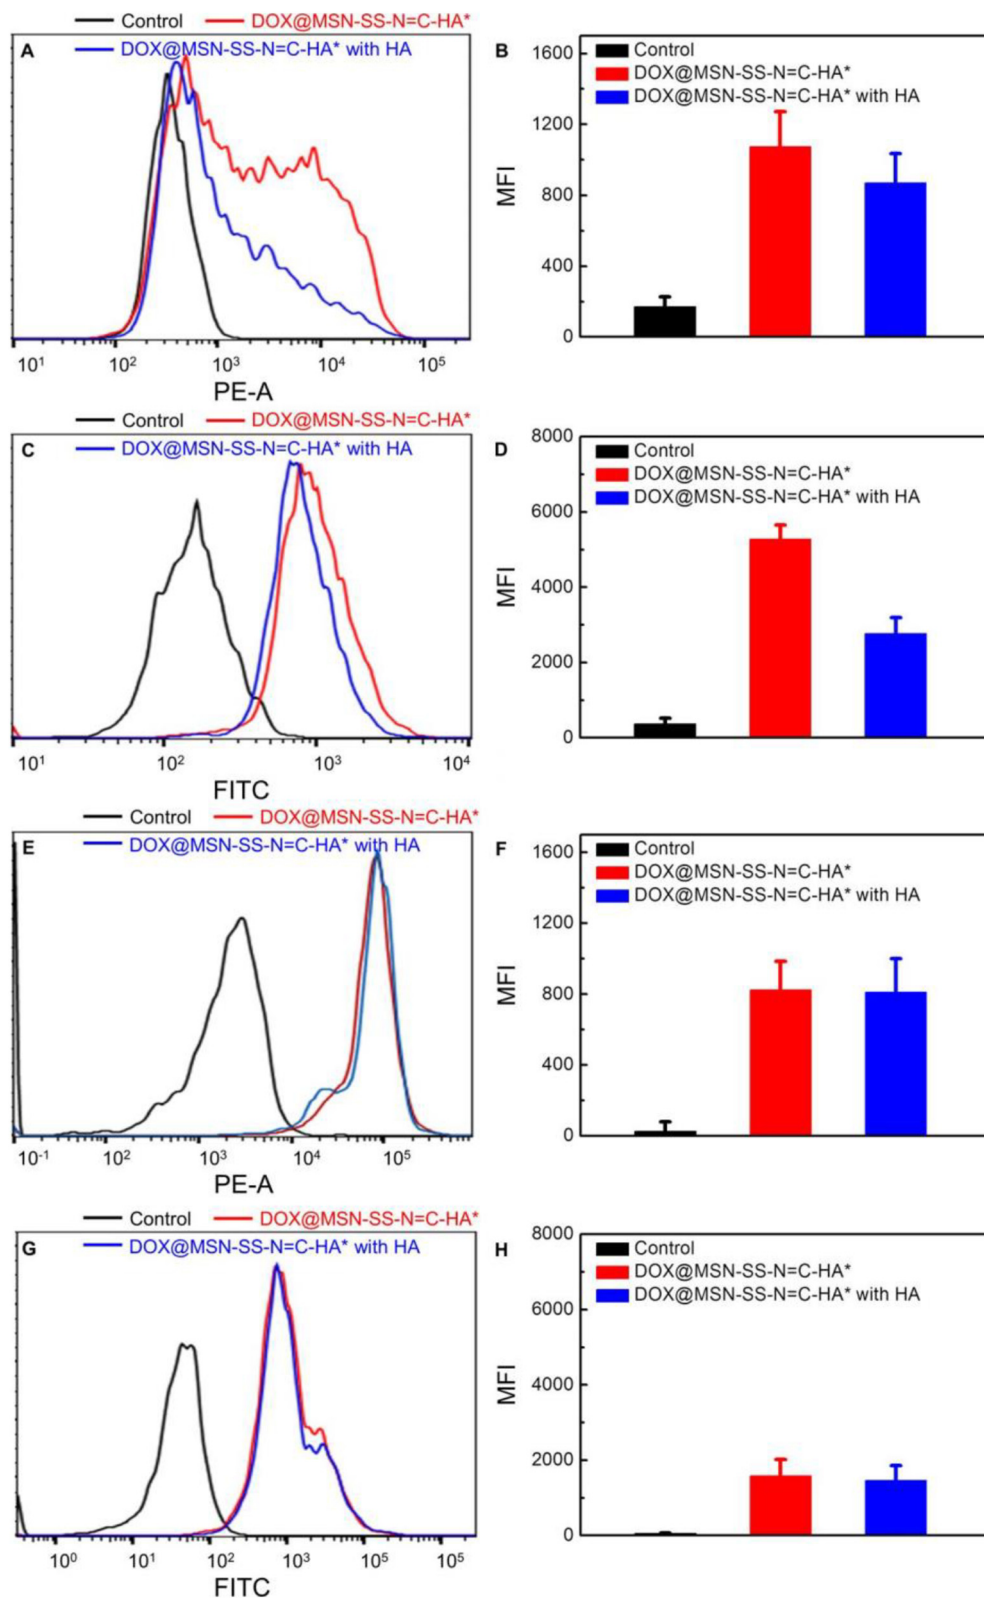 Control DOX@MSN-SS-N=C-HA*
A DOX@MSN-SS-N=C-HA* with HA
10¹ 10² 10³ 10⁴ 10⁵
PE-A
B
1600
1200
800
400
0
MFI
Control
DOX@MSN-SS-N=C-HA*
DOX@MSN-SS-N=C-HA* with HA
Control DOX@MSN-SS-N=C-HA*
C DOX@MSN-SS-N=C-HA* with HA
10¹ 10² 10³ 10⁴
FITC
D
8000
6000
4000
2000
0
MFI
Control
DOX@MSN-SS-N=C-HA*
DOX@MSN-SS-N=C-HA* with HA
Control DOX@MSN-SS-N=C-HA*
E DOX@MSN-SS-N=C-HA* with HA
10⁻¹ 10² 10³ 10⁴ 10⁵
PE-A
F
1600
1200
800
400
0
MFI
Control
DOX@MSN-SS-N=C-HA*
DOX@MSN-SS-N=C-HA* with HA
Control DOX@MSN-SS-N=C-HA*
G DOX@MSN-SS-N=C-HA* with HA
10⁰ 10¹ 10² 10³ 10⁵ 10⁵
FITC
H
8000
6000
4000
2000
0
MFI
Control
DOX@MSN-SS-N=C-HA*
DOX@MSN-SS-N=C-HA* with HA